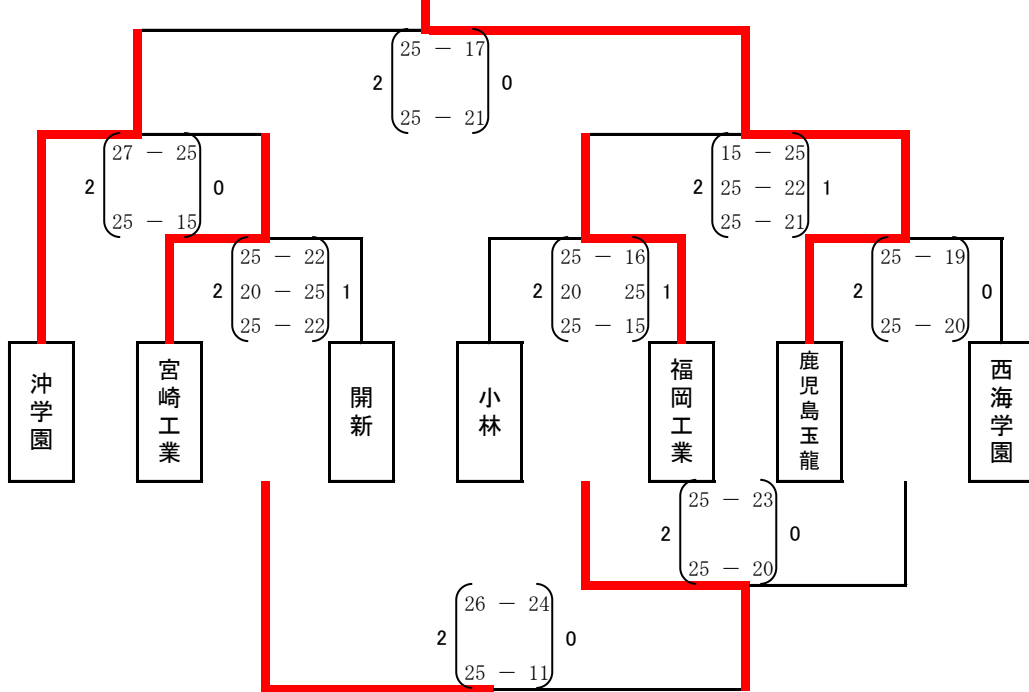 25 － 17
2 0
25 － 21
27 － 25
2 0
25 － 15
15 － 25
2 25 － 22 1
25 － 21
25 － 22
2 20 － 25 1
25 － 22
25 － 16
2 20 25 1
25 － 15
25 － 19
2 0
25 － 20
沖学園
宮崎工業
開新
小林
福岡工業
鹿児島玉龍
西海学園
25 － 23
2 0
25 － 20
26 － 24
2 0
25 － 11